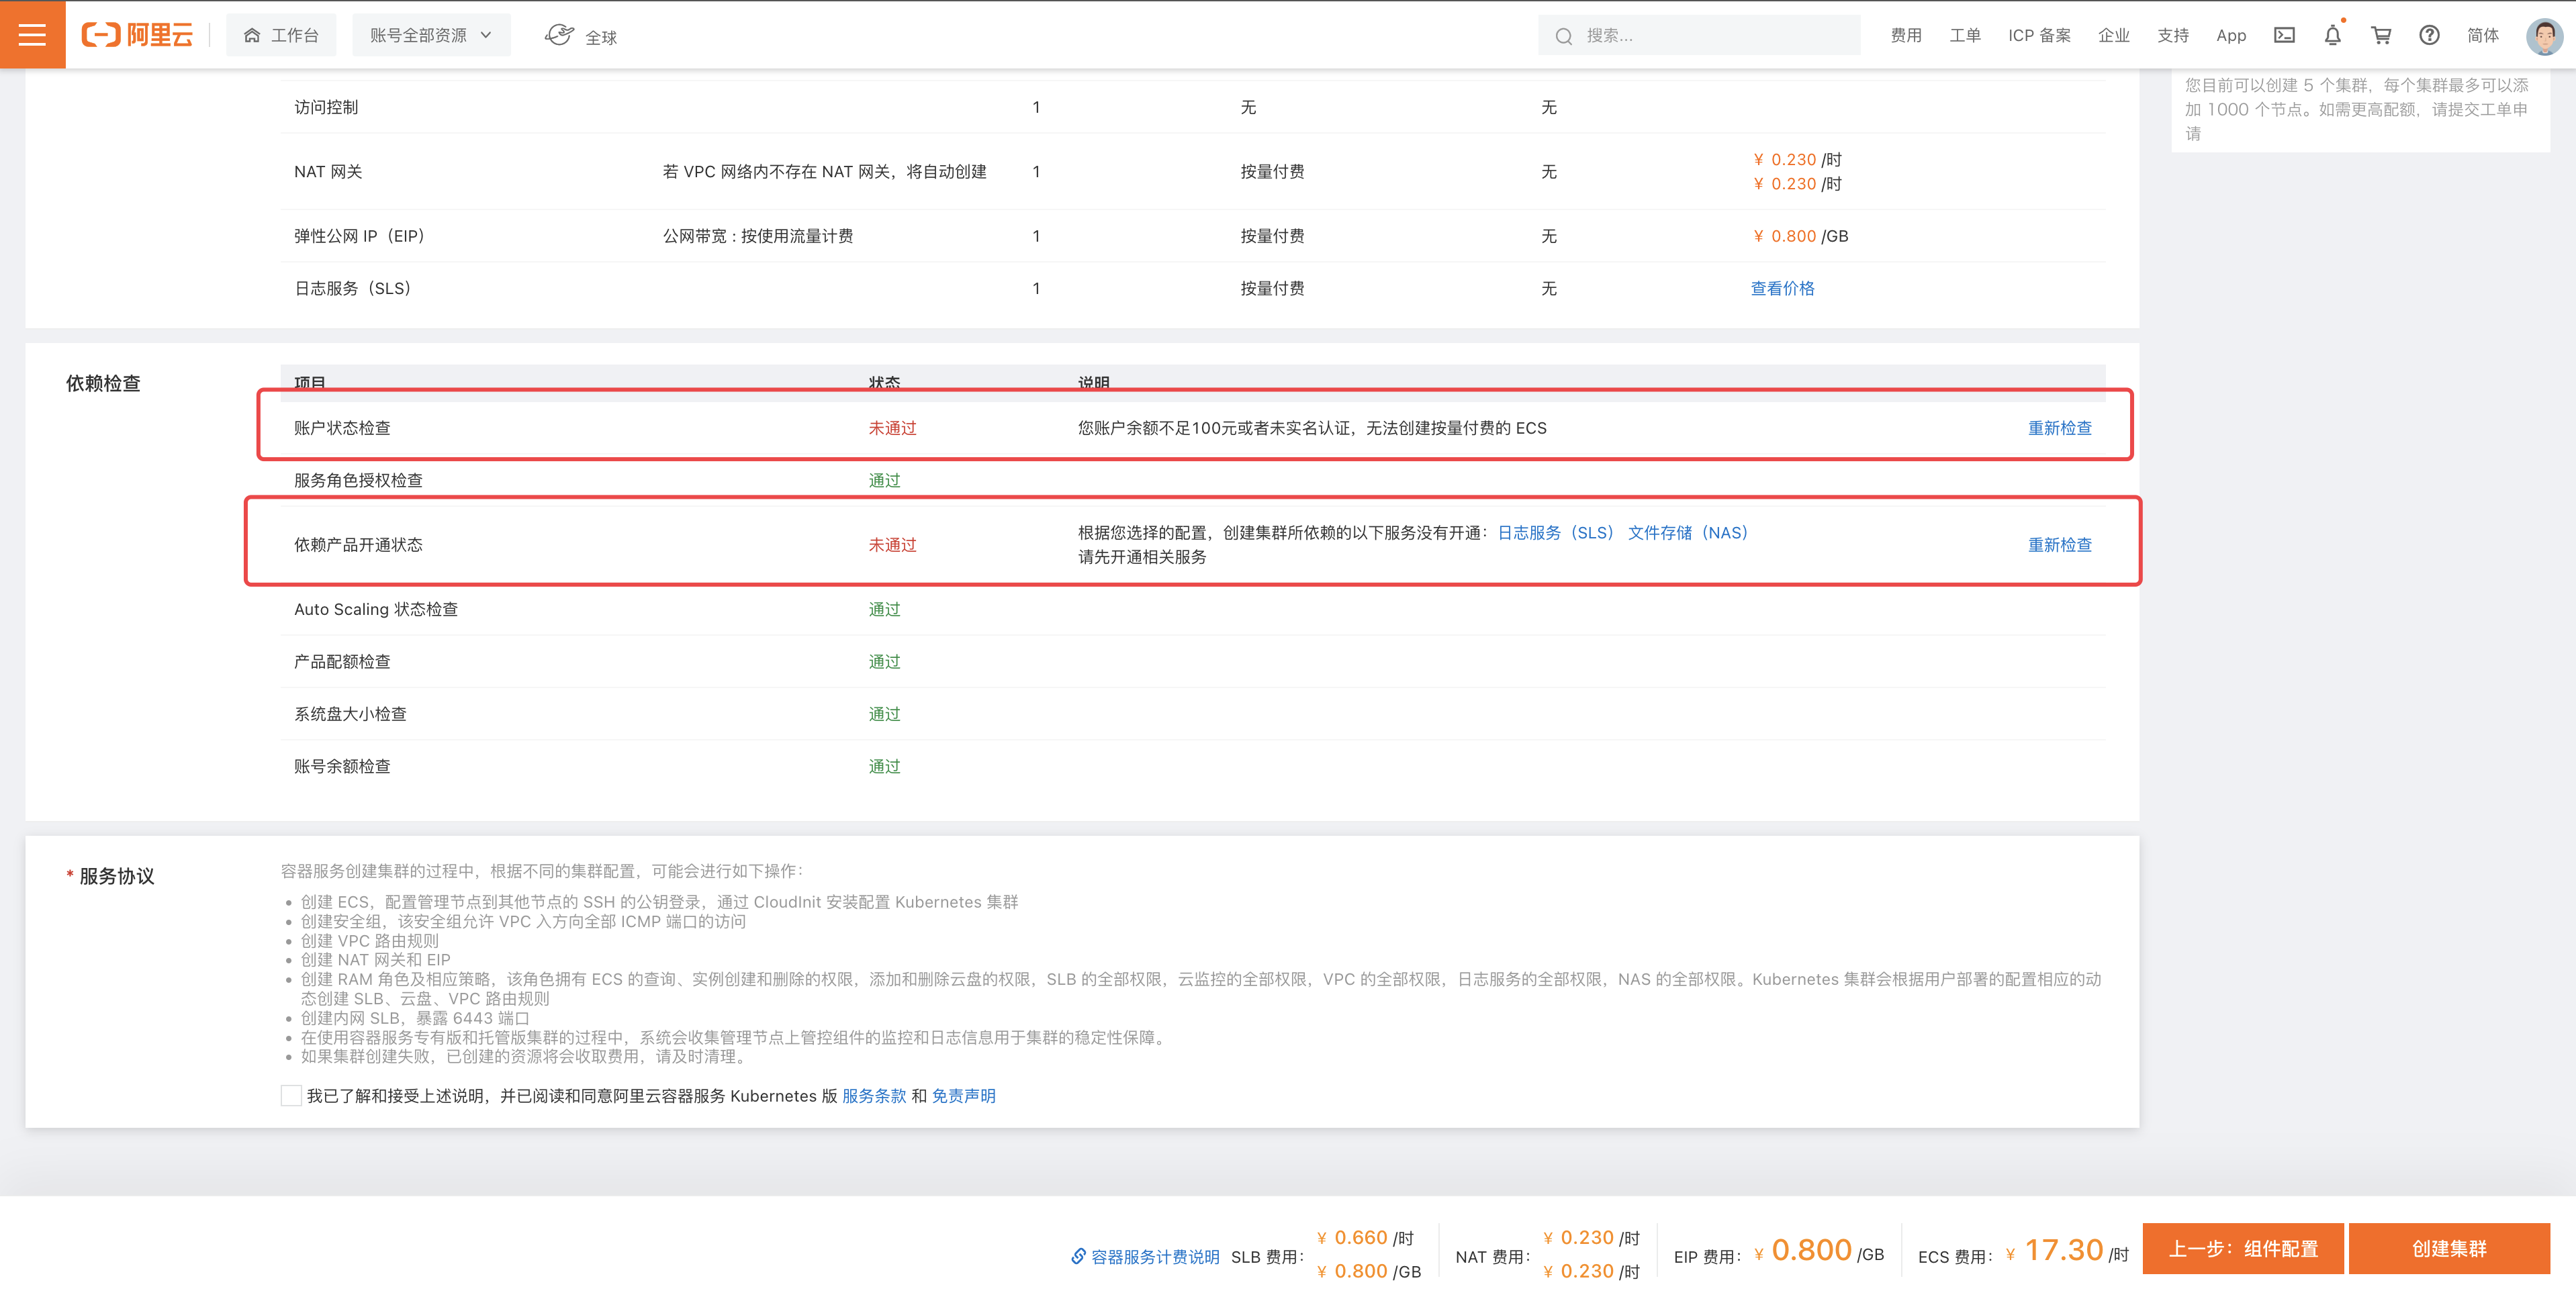 阿里云
工作台
账号全部资源
全球
搜索...
费用
工单
ICP 备案
企业
支持
App
简体
您目前可以创建 5 个集群，每个集群最多可以添
加 1000 个节点。如需更高配额，请提交工单申
请
访问控制 1 无 无
NAT 网关 若 VPC 网络内不存在 NAT 网关，将自动创建 1 按量付费 无 ¥ 0.230 /时
¥ 0.230 /时
弹性公网 IP（EIP） 公网带宽 : 按使用流量计费 1 按量付费 无 ¥ 0.800 /GB
日志服务（SLS） 1 按量付费 无 查看价格
依赖检查
项目 状态 说明
账户状态检查 未通过 您账户余额不足100元或者未实名认证，无法创建按量付费的 ECS 重新检查
服务角色授权检查 通过
依赖产品开通状态 未通过 根据您选择的配置，创建集群所依赖的以下服务没有开通：日志服务（SLS） 文件存储（NAS）
请先开通相关服务 重新检查
Auto Scaling 状态检查 通过
产品配额检查 通过
系统盘大小检查 通过
账号余额检查 通过
* 服务协议
容器服务创建集群的过程中，根据不同的集群配置，可能会进行如下操作：
• 创建 ECS，配置管理节点到其他节点的 SSH 的公钥登录，通过 CloudInit 安装配置 Kubernetes 集群
• 创建安全组，该安全组允许 VPC 入方向全部 ICMP 端口的访问
• 创建 VPC 路由规则
• 创建 NAT 网关和 EIP
• 创建 RAM 角色及相应策略，该角色拥有 ECS 的查询、实例创建和删除的权限，添加和删除云盘的权限，SLB 的全部权限，云监控的全部权限，VPC 的全部权限，日志服务的全部权限，NAS 的全部权限。Kubernetes 集群会根据用户部署的配置相应的动
态创建 SLB、云盘、VPC 路由规则
• 创建内网 SLB，暴露 6443 端口
• 在使用容器服务专有版和托管版集群的过程中，系统会收集管理节点上管控组件的监控和日志信息用于集群的稳定性保障。
• 如果集群创建失败，已创建的资源将会收取费用，请及时清理。
我已了解和接受上述说明，并已阅读和同意阿里云容器服务 Kubernetes 版 服务条款 和 免责声明
容器服务计费说明
SLB 费用： ¥ 0.660 /时
¥ 0.800 /GB
NAT 费用： ¥ 0.230 /时
¥ 0.230 /时
EIP 费用： ¥ 0.800 /GB
ECS 费用： ¥ 17.30 /时
上一步：组件配置
创建集群